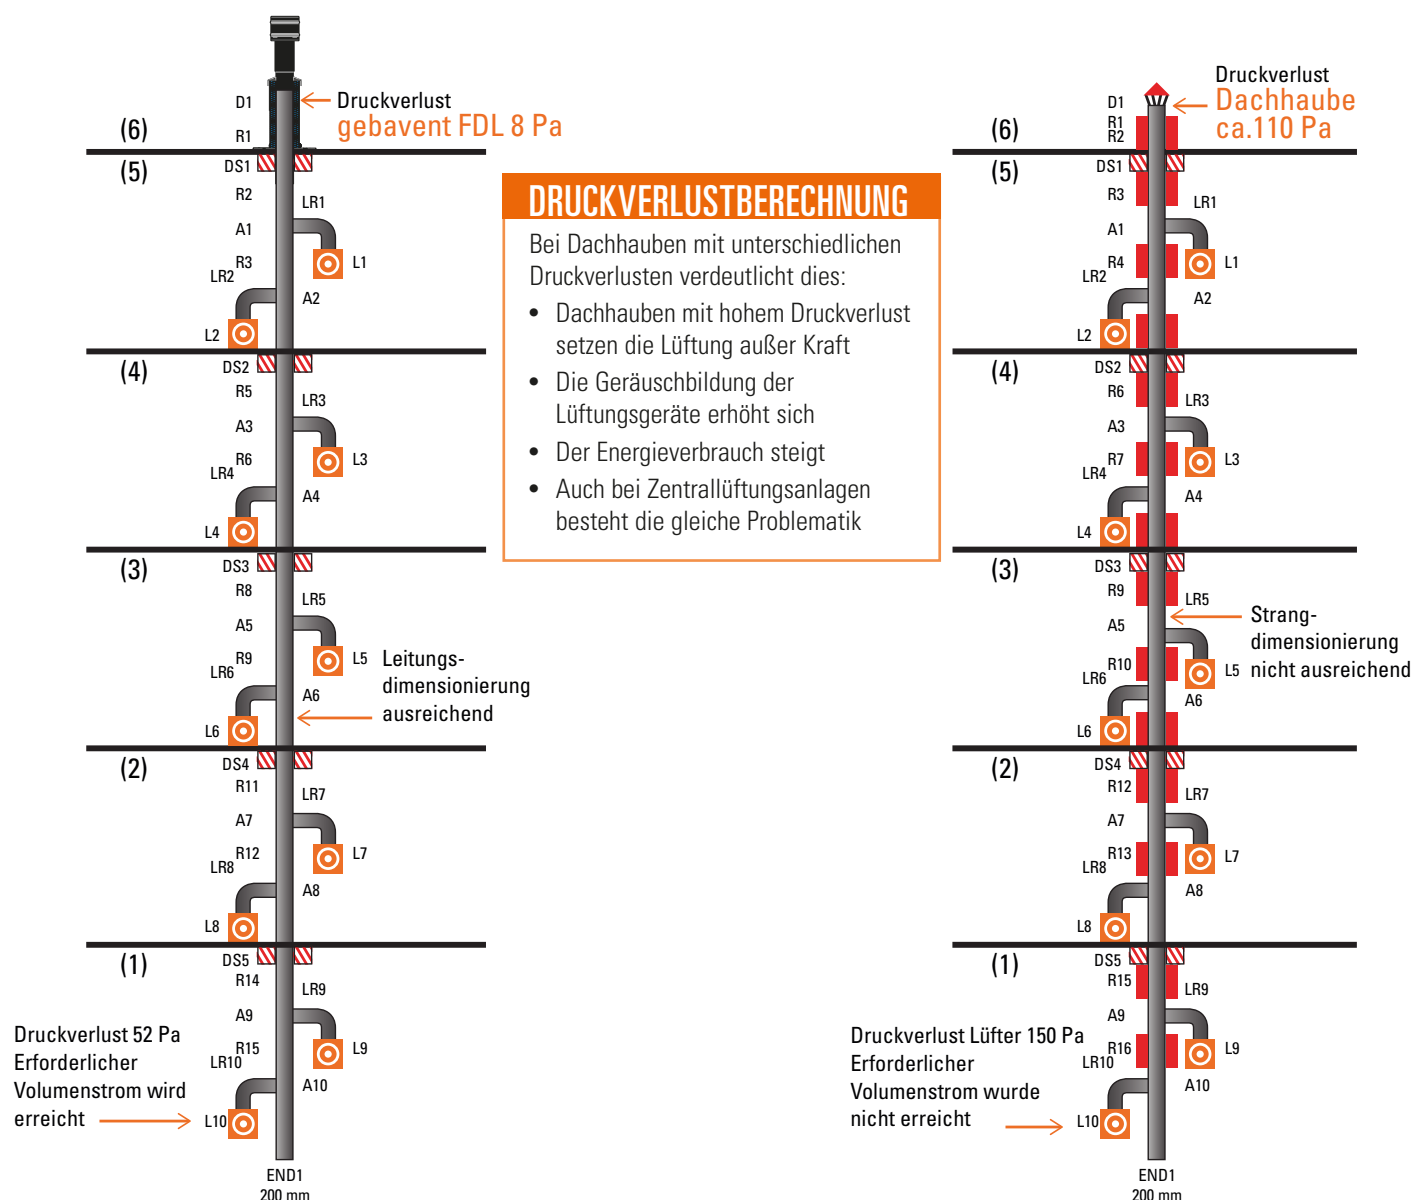 Druckverlust
gebavent FDL 8 Pa
D1
R1
(6)
(5)
DS1
R2
LR1
A1
R3
LR2
L1
A2
L2
(4)
DS2
R5
LR3
A3
R6
LR4
L3
A4
L4
(3)
DS3
R8
LR5
A5
R9
LR6
L5
Leitungs-
dimensionierung
ausreichend
A6
L6
(2)
DS4
R11
LR7
A7
R12
LR8
L7
A8
L8
(1)
DS5
R14
LR9
A9
R15
LR10
L9
A10
L10
Druckverlust 52 Pa
Erforderlicher
Volumenstrom wird
erreicht
END1
200 mm
DRUCKVERLUSTBERECHNUNG
Bei Dachhauben mit unterschiedlichen
Druckverlusten verdeutlicht dies:
• Dachhauben mit hohem Druckverlust
setzen die Lüftung außer Kraft
• Die Geräuschbildung der
Lüftungsgeräte erhöht sich
• Der Energieverbrauch steigt
• Auch bei Zentrallüftungsanlagen
besteht die gleiche Problematik
Druckverlust
Dachhaube
ca.110 Pa
D1
R1
R2
(6)
(5)
DS1
R3
LR1
A1
R4
LR2
L1
A2
L2
(4)
DS2
R6
LR3
A3
R7
LR4
L3
A4
L4
(3)
DS3
R9
LR5
Strang-
dimensionierung
nicht ausreichend
A5
R10
LR6
L5
A6
L6
(2)
DS4
R12
LR7
A7
R13
LR8
L7
A8
L8
(1)
DS5
R15
LR9
A9
R16
LR10
L9
A10
L10
Druckverlust Lüfter 150 Pa
Erforderlicher
Volumenstrom wurde
nicht erreicht
END1
200 mm